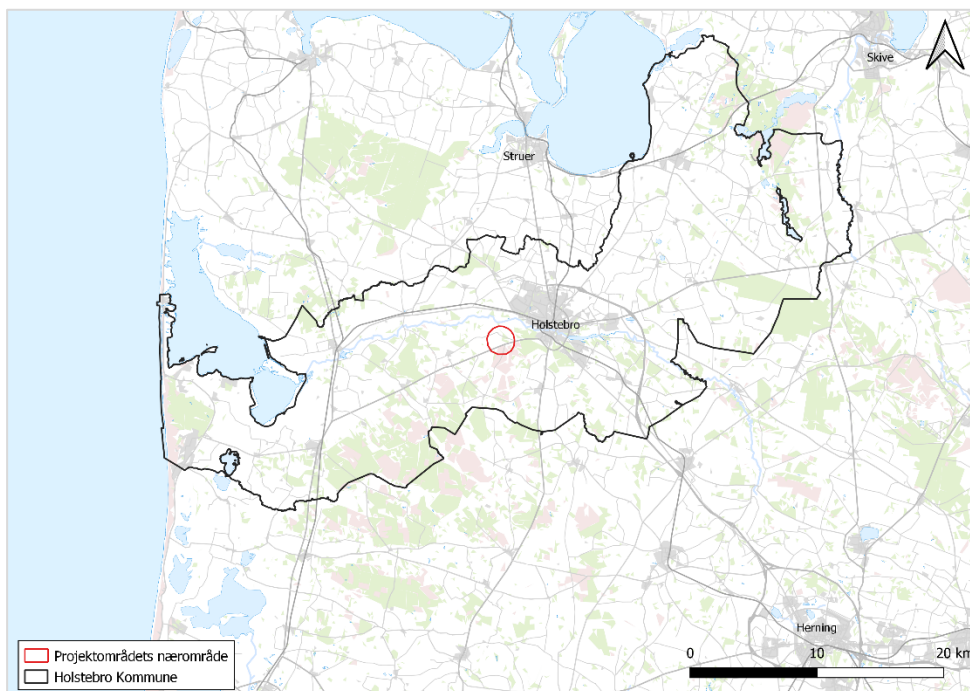 Skive
Struer
Holstebro
Herning
Projektområdets nærområde
Holstebro Kommune
0 10 20 km